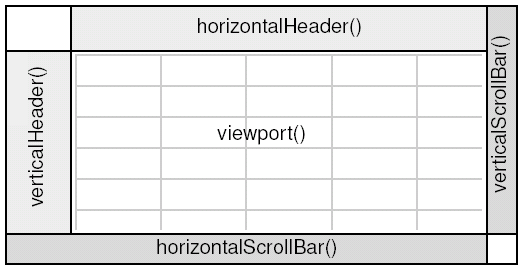 horizontalHeader()
verticalHeader()
viewport()
verticalScrollBar()
horizontalScrollBar()